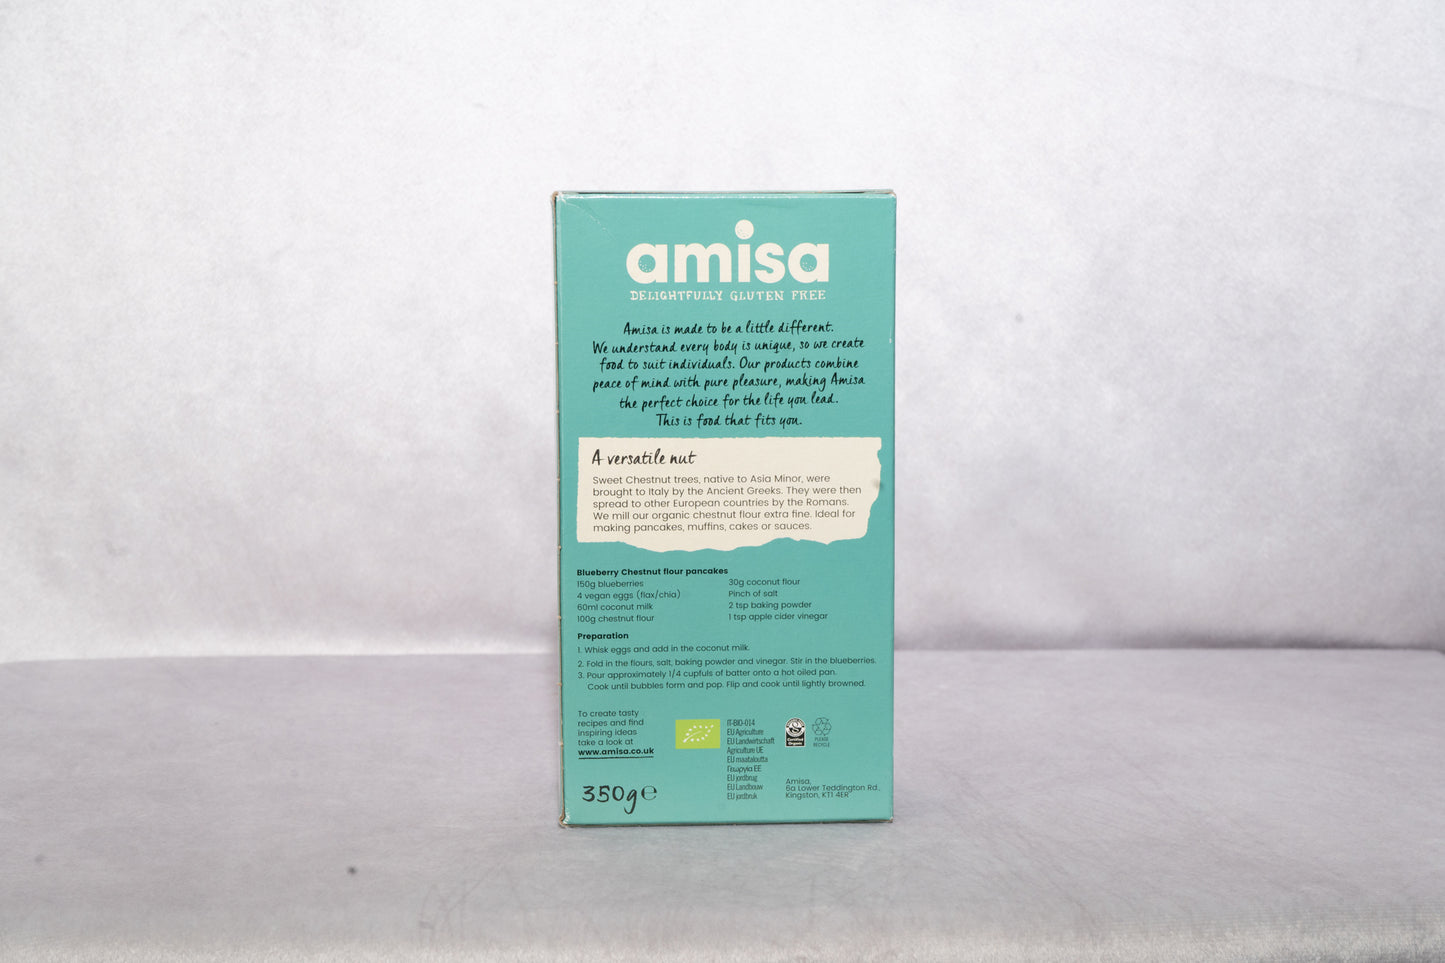 amisa
DELIGHTFULLY GLUTEN FREE
Amisa is made to be a little different.
We understand every body is unique, so we create
food to suit individuals. Our products combine
peace of mind with pure pleasure, making Amisa
the perfect choice for the life you lead.
This is food that fits you.
A versatile nut
Sweet Chestnut trees, native to Asia Minor, were
brought to Italy by the Ancient Greeks. They were then
spread to other European countries by the Romans.
We mill our organic chestnut flour extra fine. Ideal for
making pancakes, muffins, cakes or sauces.
Blueberry Chestnut flour pancakes
150g blueberries
4 vegan eggs (flax/chia)
60ml coconut milk
100g chestnut flour
30g coconut flour
Pinch of salt
2 tsp baking powder
1 tsp apple cider vinegar
Preparation
1. Whisk eggs and add in the coconut milk.
2. Fold in the flours, salt, baking powder and vinegar. Stir in the blueberries.
3. Pour approximately 1/4 cupfuls of batter onto a hot oiled pan.
Cook until bubbles form and pop. Flip and cook until lightly browned.
To create tasty
recipes and find
inspiring ideas
take a look at
www.amisa.co.uk
350g℮
IT-BIO-014
EU Agriculture
EU Landwirtschaft
Agriculture UE
EU maataloutta
Γεωργία ΕΕ
EU jordbrug
EU Landbouw
EU jordbruk
Certified
Organic
PLEASE
RECYCLE
Amisa,
6a Lower Teddington Rd.,
Kingston, KT1 4ER